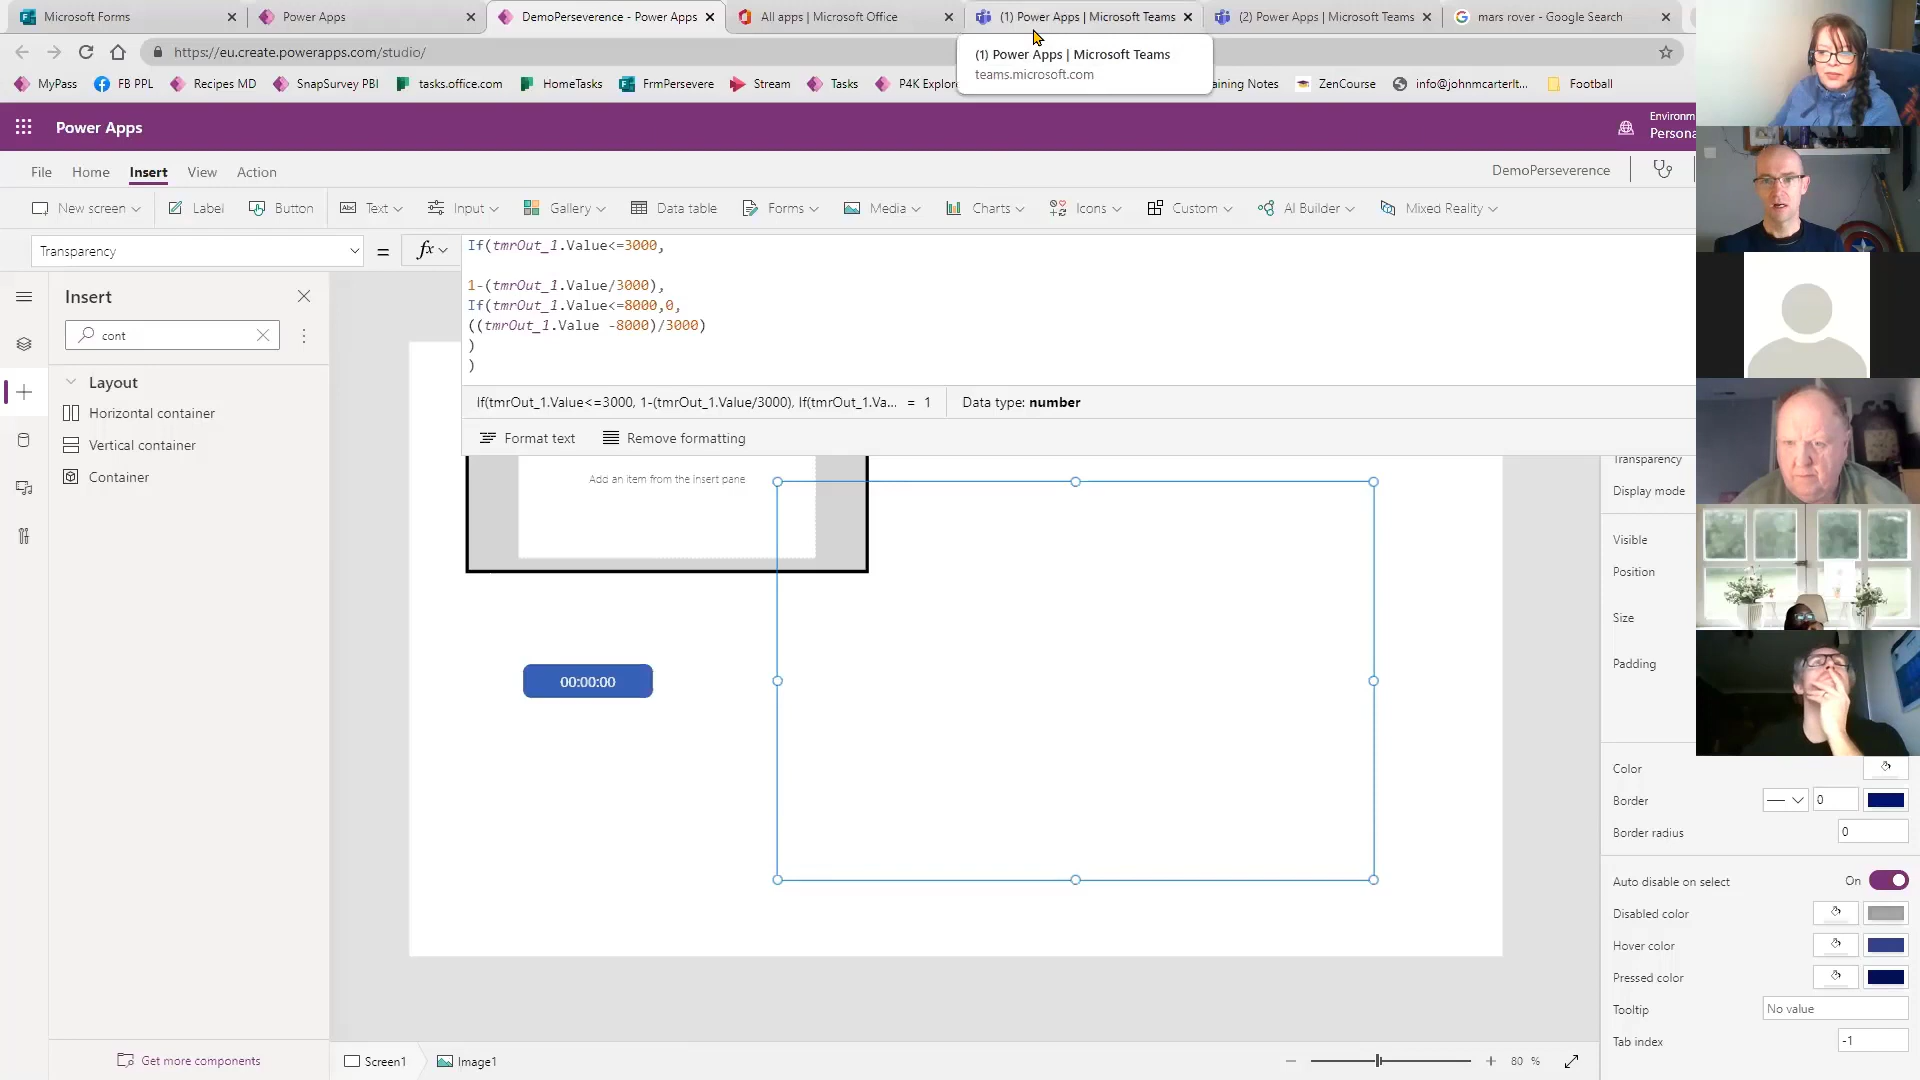 Microsoft Forms
Power Apps
DemoPerseverence - Power Apps
All apps | Microsoft Office
(1) Power Apps | Microsoft Teams
(2) Power Apps | Microsoft Teams
mars rover - Google Search
https://eu.create.powerapps.com/studio/
(1) Power Apps | Microsoft Teams
teams.microsoft.com
MyPass
FB PPL
Recipes MD
SnapSurvey PBI
tasks.office.com
HomeTasks
FrmPersevere
Stream
Tasks
P4K Explor
aining Notes
ZenCourse
info@johnmcarterlt...
Football
Power Apps
Environm
Persona
File
Home
Insert
View
Action
DemoPerseverence
New screen
Label
Button
Text
Input
Gallery
Data table
Forms
Media
Charts
Icons
Custom
AI Builder
Mixed Reality
Transparency
=
fx
If(tmrOut_1.Value<=3000,
1-(tmrOut_1.Value/3000),
If(tmrOut_1.Value<=8000,0,
((tmrOut_1.Value -8000)/3000)
)
)
Insert
cont
Layout
Horizontal container
Vertical container
Container
If(tmrOut_1.Value<=3000, 1-(tmrOut_1.Value/3000), If(tmrOut_1.Va... = 1
Data type: number
Format text
Remove formatting
Add an item from the insert pane
00:00:00
Transparency
Display mode
Visible
Position
Size
Padding
Color
Border
0
Border radius
0
Auto disable on select
On
Disabled color
Hover color
Pressed color
Tooltip
No value
Tab index
-1
Get more components
Screen1
Image1
80 %